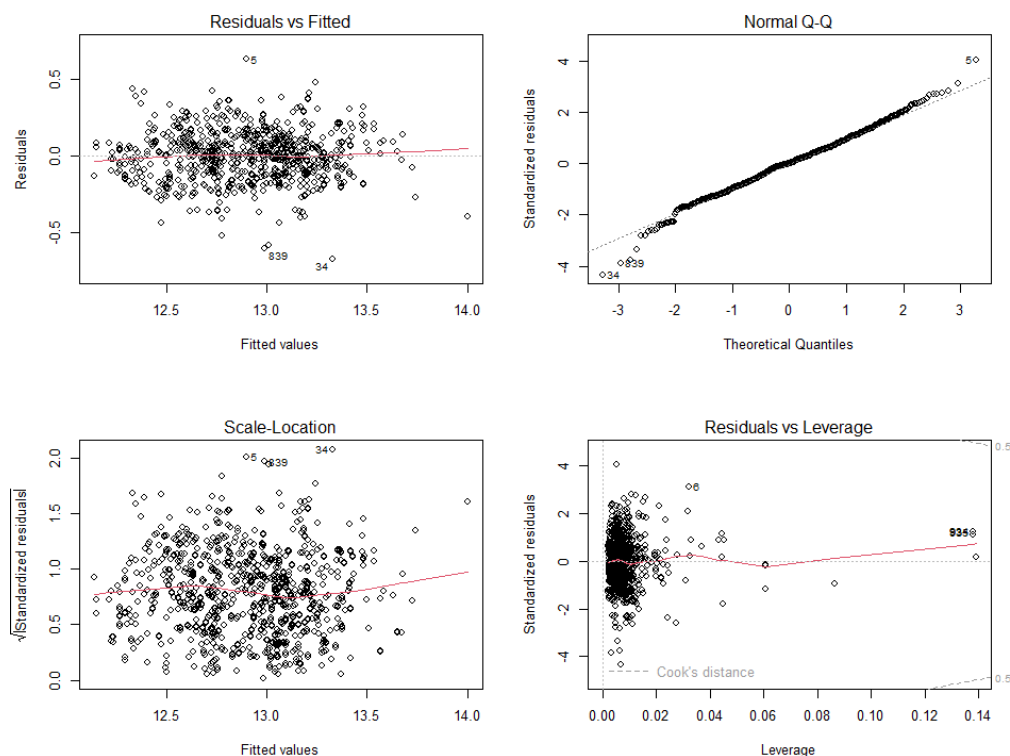 Residuals vs Fitted
Residuals
0.5
0.0
-0.5
5
839
34
12.5 13.0 13.5 14.0
Fitted values
Normal Q-Q
Standardized residuals
4
2
0
-2
-4
5
839
34
-3 -2 -1 0 1 2 3
Theoretical Quantiles
Scale-Location
√|Standardized residuals|
2.0
1.5
1.0
0.5
0.0
5
839
34
12.5 13.0 13.5 14.0
Fitted values
Residuals vs Leverage
Standardized residuals
4
2
0
-2
-4
6
0.5
0.5
Cook's distance
0.00 0.02 0.04 0.06 0.08 0.10 0.12 0.14
Leverage